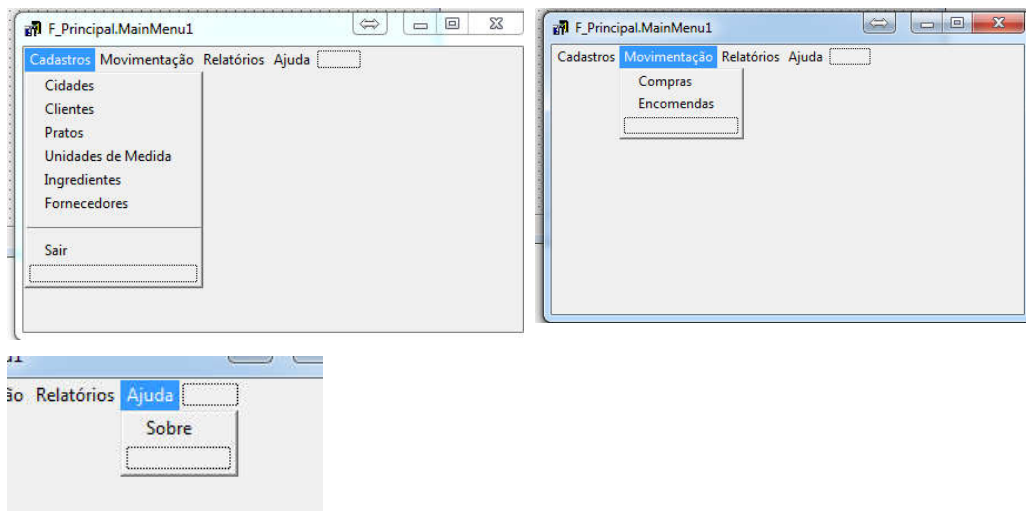 F_Principal.MainMenu1
Cadastros Movimentação Relatórios Ajuda
Cidades
Clientes
Pratos
Unidades de Medida
Ingredientes
Fornecedores
Sair
F_Principal.MainMenu1
Cadastros Movimentação Relatórios Ajuda
Compras
Encomendas
ão Relatórios Ajuda
Sobre